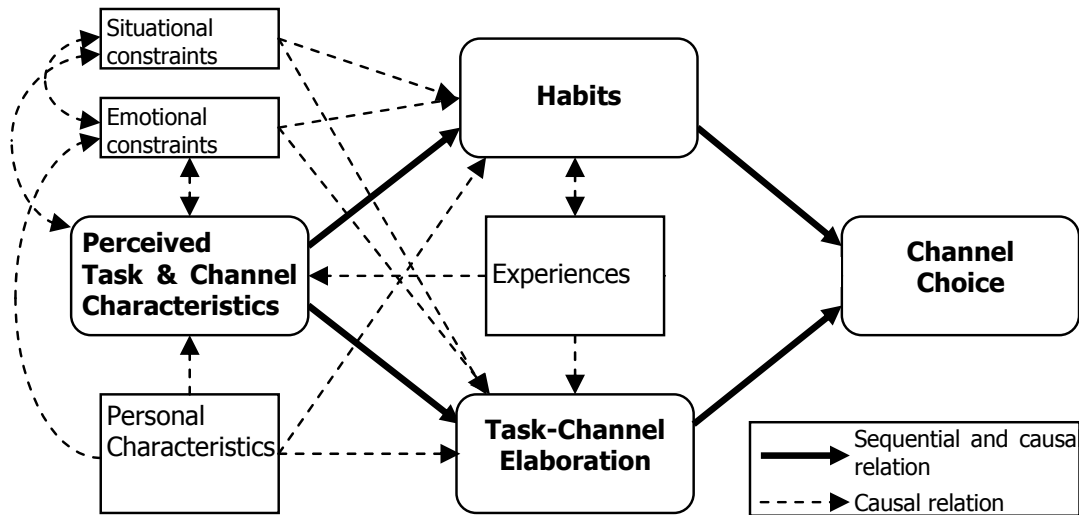 Situational
constraints
Emotional
constraints
Habits
Perceived
Task & Channel
Characteristics
Experiences
Channel
Choice
Personal
Characteristics
Task-Channel
Elaboration
Sequential and causa
relation
Causal relation